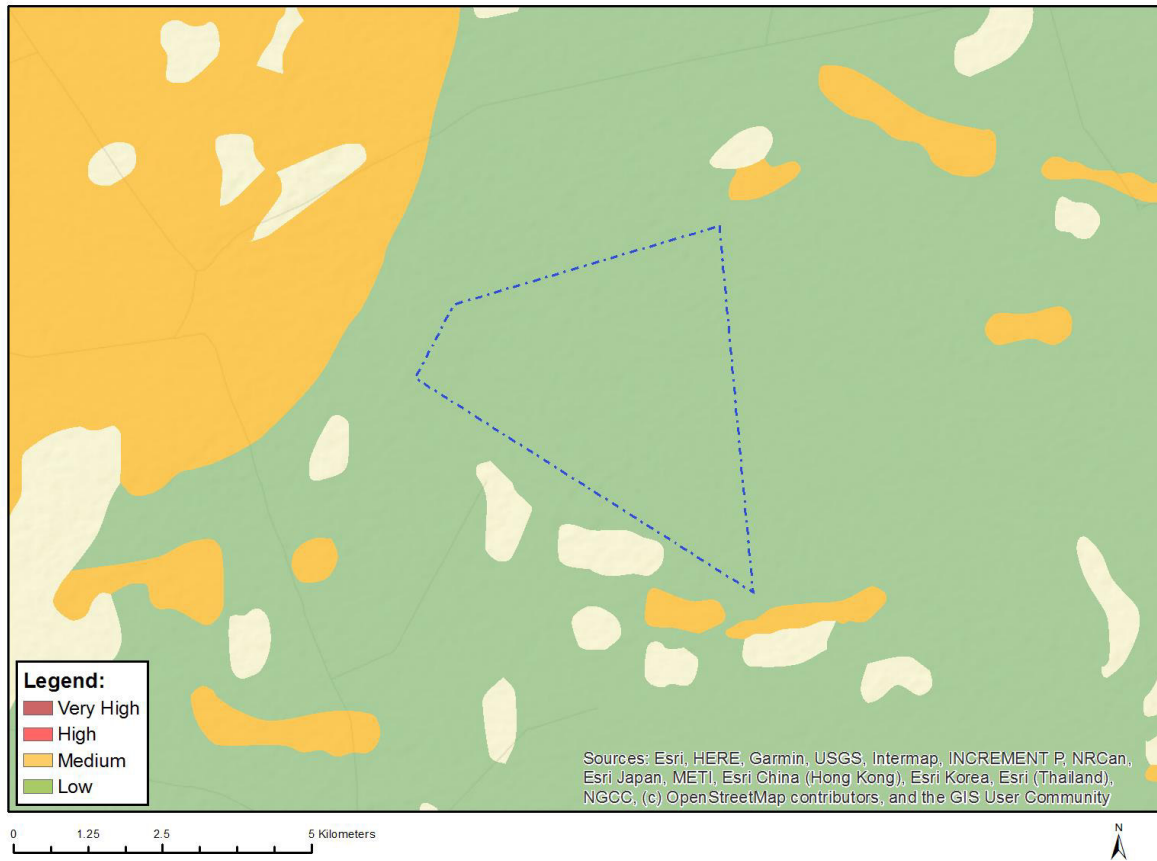 Legend:
Very High
High
Medium
Low
Sources: Esri, HERE, Garmin, USGS, Intermap, INCREMENT P, NRCan,
Esri Japan, METI, Esri China (Hong Kong), Esri Korea, Esri (Thailand),
NGCC, (c) OpenStreetMap contributors, and the GIS User Community
0 1.25 2.5 5 Kilometers
N